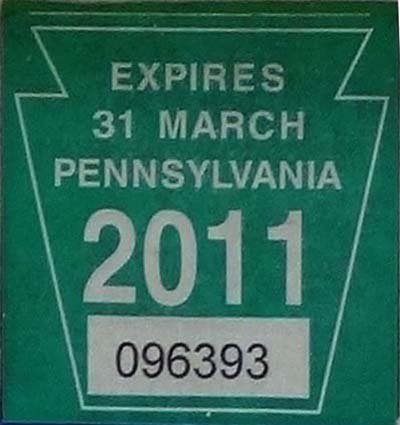 EXPIRES
31 MARCH
PENNSYLVANIA
2011
096393